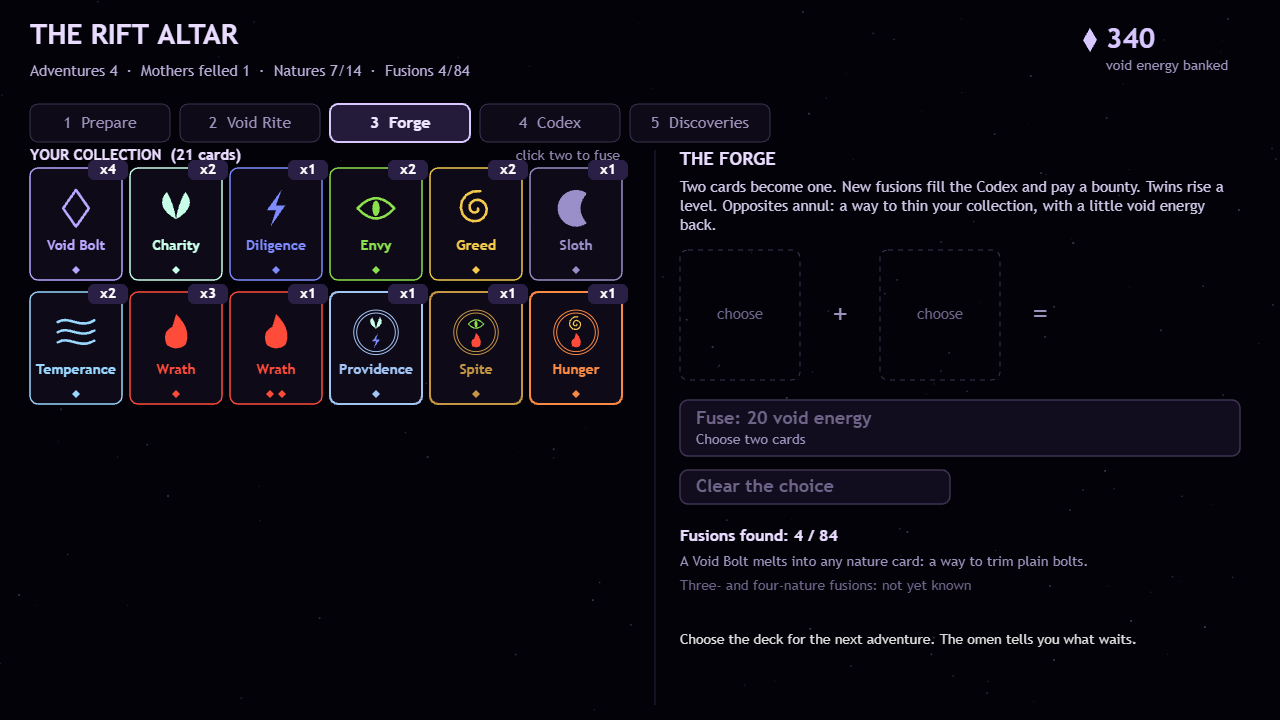 THE RIFT ALTAR
340
Adventures 4 · Mothers felled 1 · Natures 7/14 · Fusions 4/84
void energy banked
1 Prepare
2 Void Rite
3 Forge
4 Codex
5 Discoveries
YOUR COLLECTION (21 cards)
click two to fuse
x4
x2
x1
x2
x2
x1
Void Bolt
Charity
Diligence
Envy
Greed
Sloth
x2
x3
x1
x1
x1
x1
Temperance
Wrath
Wrath
Providence
Spite
Hunger
THE FORGE
Two cards become one. New fusions fill the Codex and pay a bounty. Twins rise a
level. Opposites annul: a way to thin your collection, with a little void energy
back.
choose
+
choose
=
Fuse: 20 void energy
Choose two cards
Clear the choice
Fusions found: 4 / 84
A Void Bolt melts into any nature card: a way to trim plain bolts.
Three- and four-nature fusions: not yet known
Choose the deck for the next adventure. The omen tells you what waits.